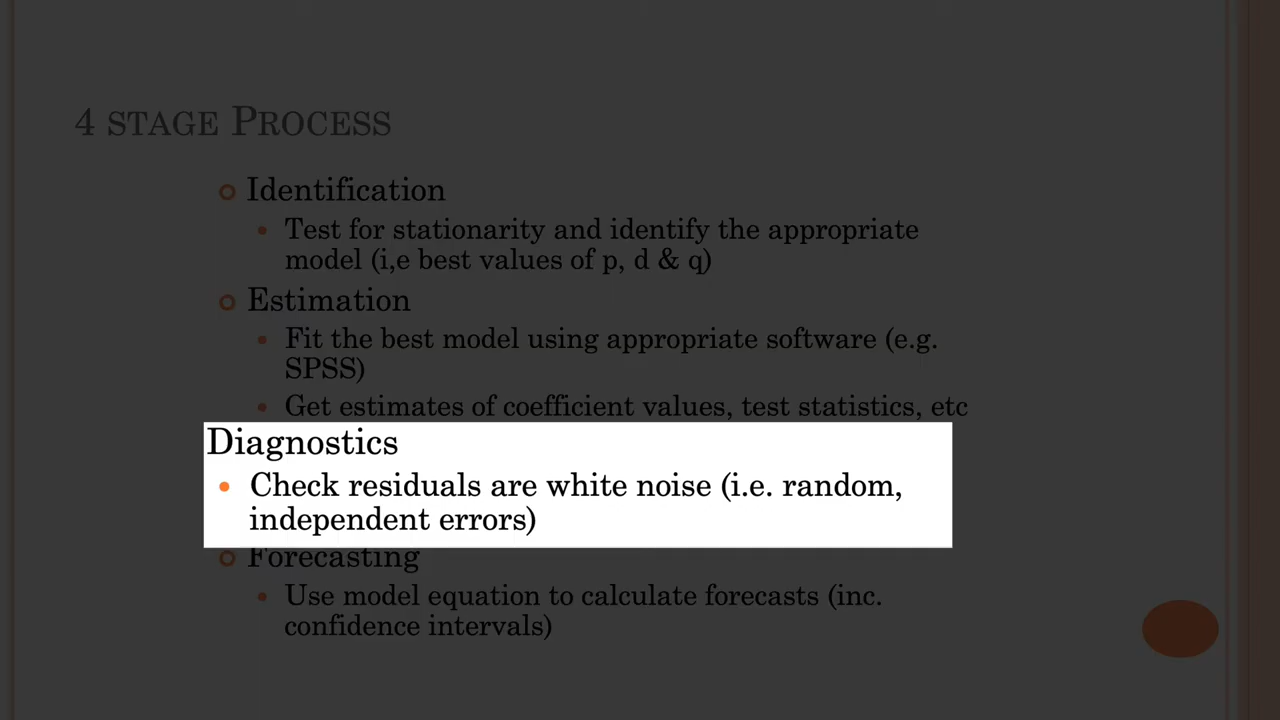 4 STAGE PROCESS
Identification
Test for stationarity and identify the appropriate
model (i,e best values of p, d & q)
Estimation
Fit the best model using appropriate software (e.g.
SPSS)
Get estimates of coefficient values, test statistics, etc
Diagnostics
Check residuals are white noise (i.e. random,
independent errors)
Forecasting
Use model equation to calculate forecasts (inc.
confidence intervals)